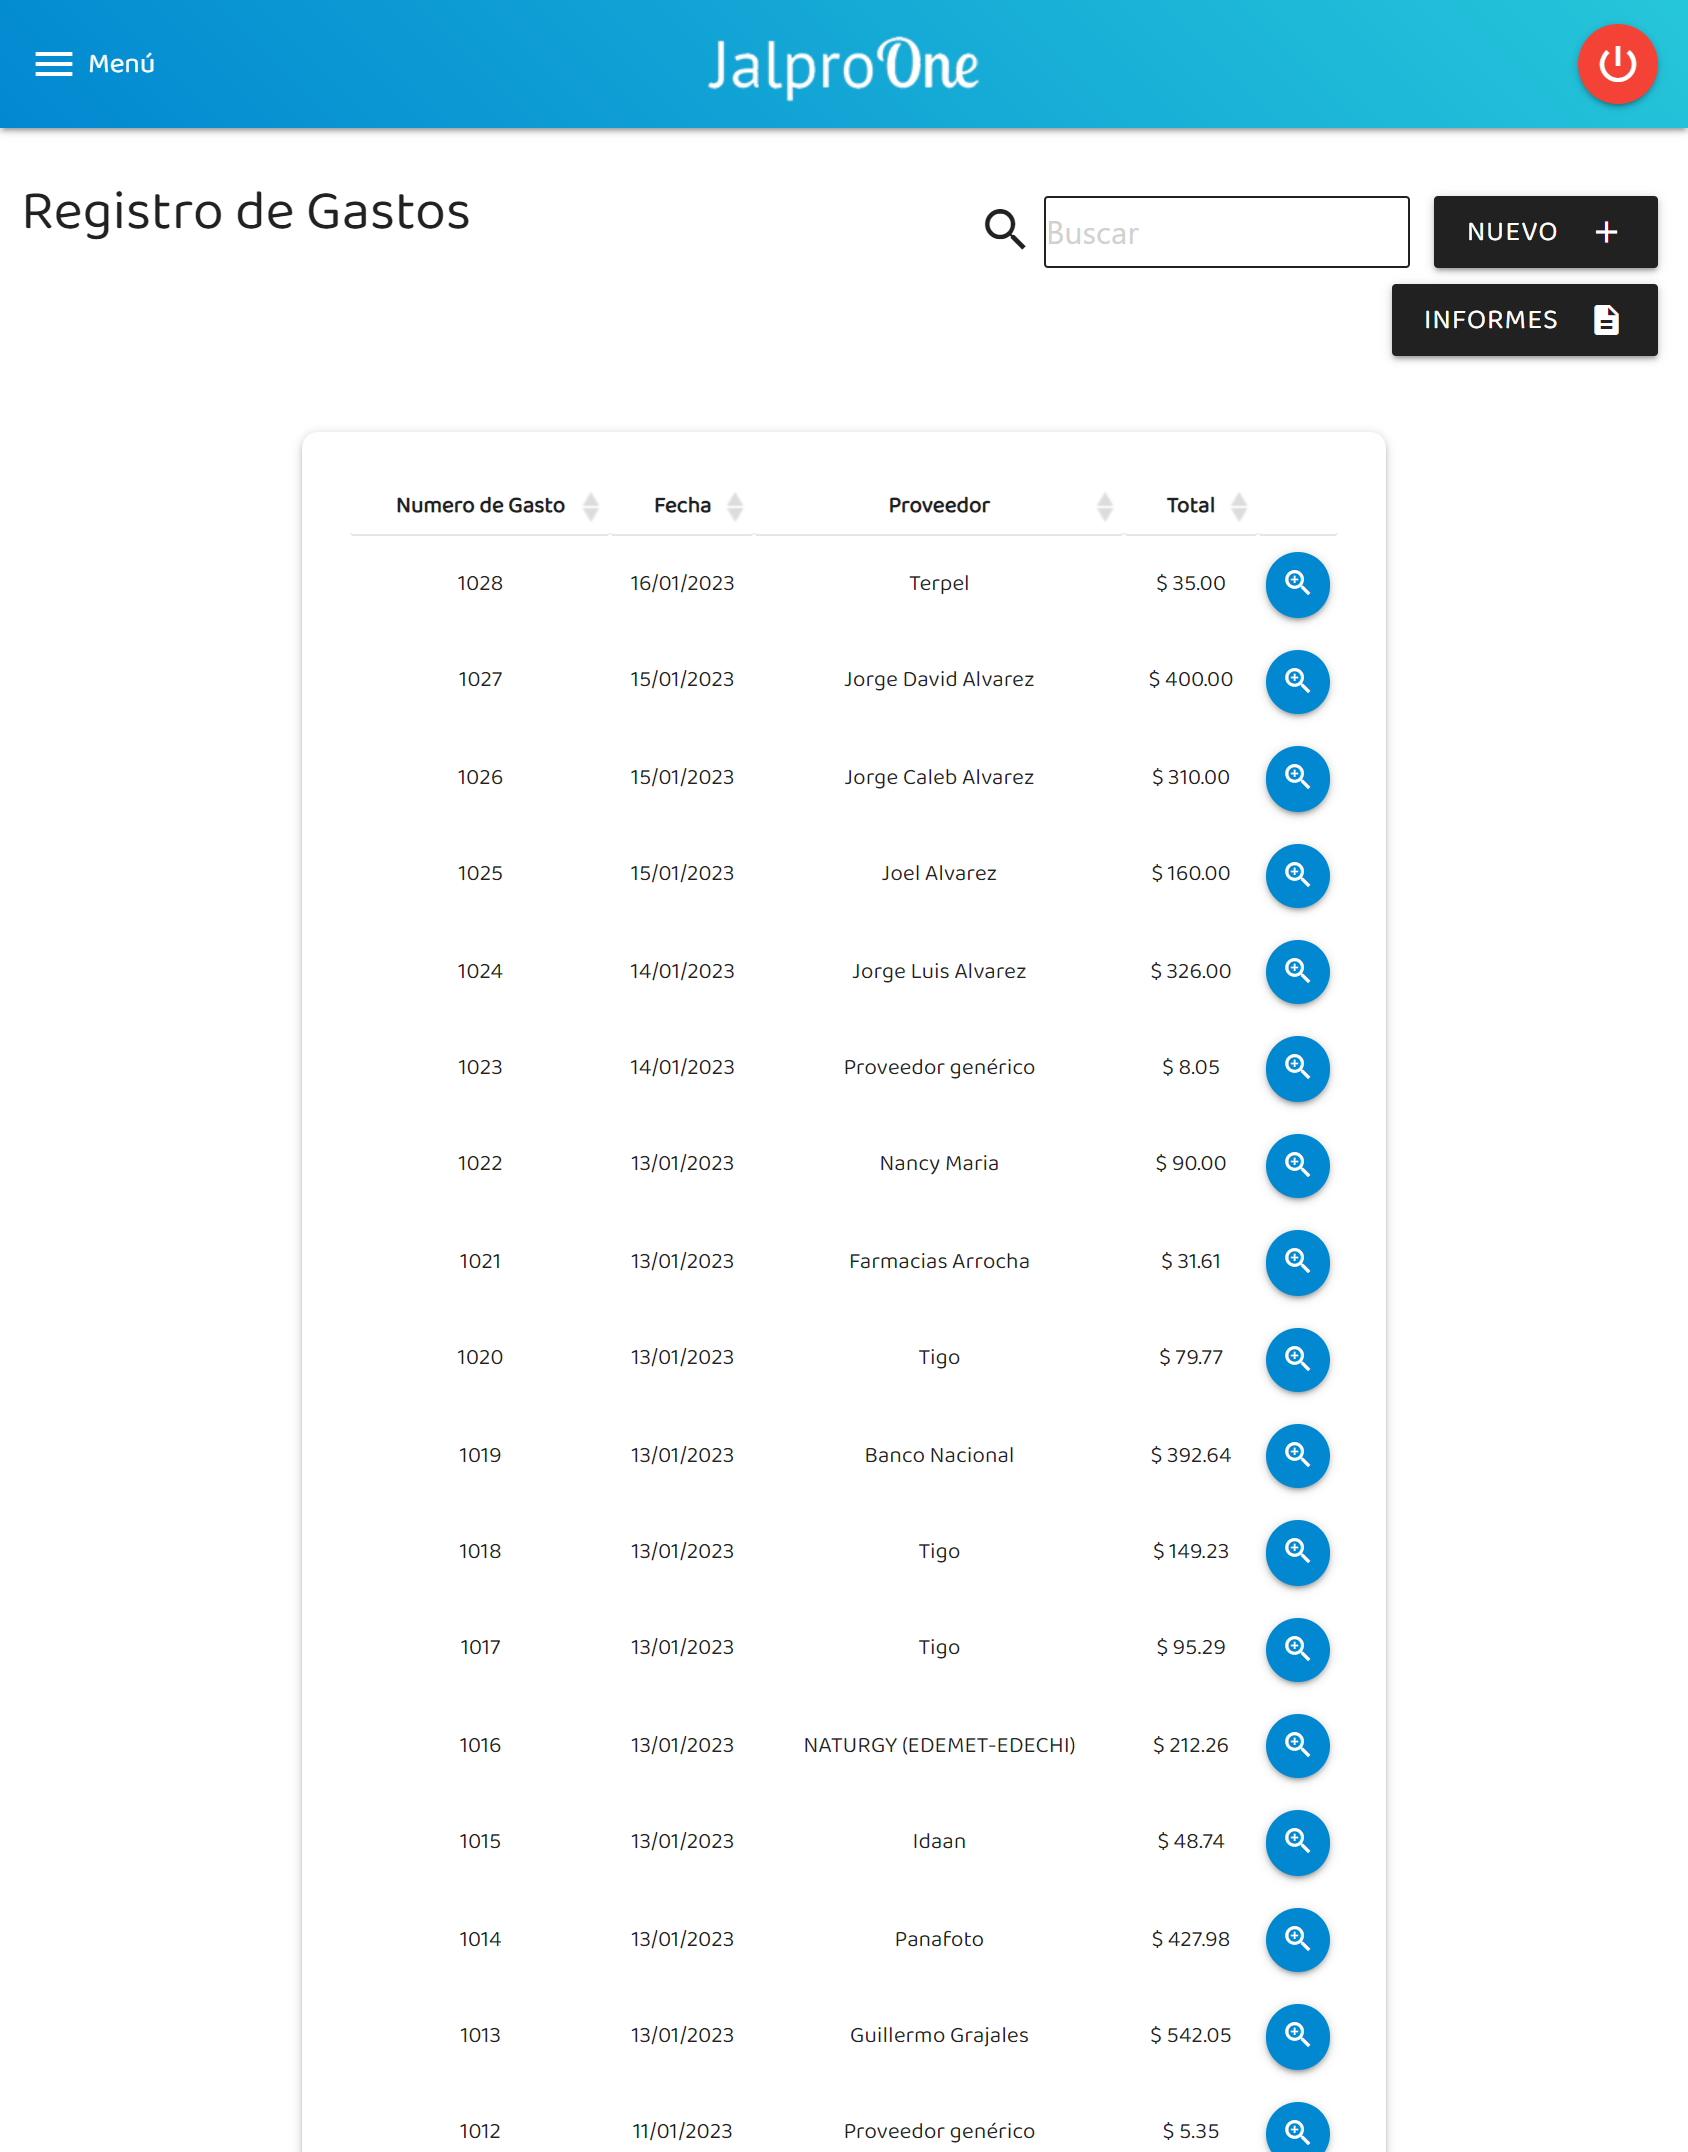 Menú
JalproOne
Registro de Gastos
Buscar
NUEVO
INFORMES
Numero de Gasto Fecha Proveedor Total
1028 16/01/2023 Terpel $ 35.00
1027 15/01/2023 Jorge David Alvarez $ 400.00
1026 15/01/2023 Jorge Caleb Alvarez $ 310.00
1025 15/01/2023 Joel Alvarez $ 160.00
1024 14/01/2023 Jorge Luis Alvarez $ 326.00
1023 14/01/2023 Proveedor genérico $ 8.05
1022 13/01/2023 Nancy Maria $ 90.00
1021 13/01/2023 Farmacias Arrocha $ 31.61
1020 13/01/2023 Tigo $ 79.77
1019 13/01/2023 Banco Nacional $ 392.64
1018 13/01/2023 Tigo $ 149.23
1017 13/01/2023 Tigo $ 95.29
1016 13/01/2023 NATURGY (EDEMET-EDECHI) $ 212.26
1015 13/01/2023 Idaan $ 48.74
1014 13/01/2023 Panafoto $ 427.98
1013 13/01/2023 Guillermo Grajales $ 542.05
1012 11/01/2023 Proveedor genérico $ 5.35